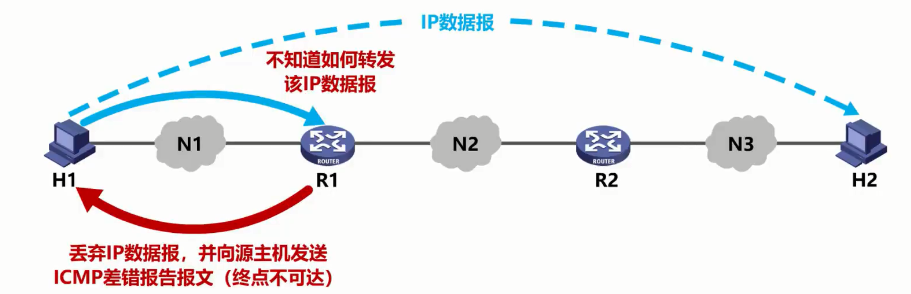 IP数据报
不知道如何转发
该IP数据报
N1
N2
N3
ROUTER
ROUTER
H1
R1
R2
H2
丢弃IP数据报，并向源主机发送
ICMP差错报告报文（终点不可达）